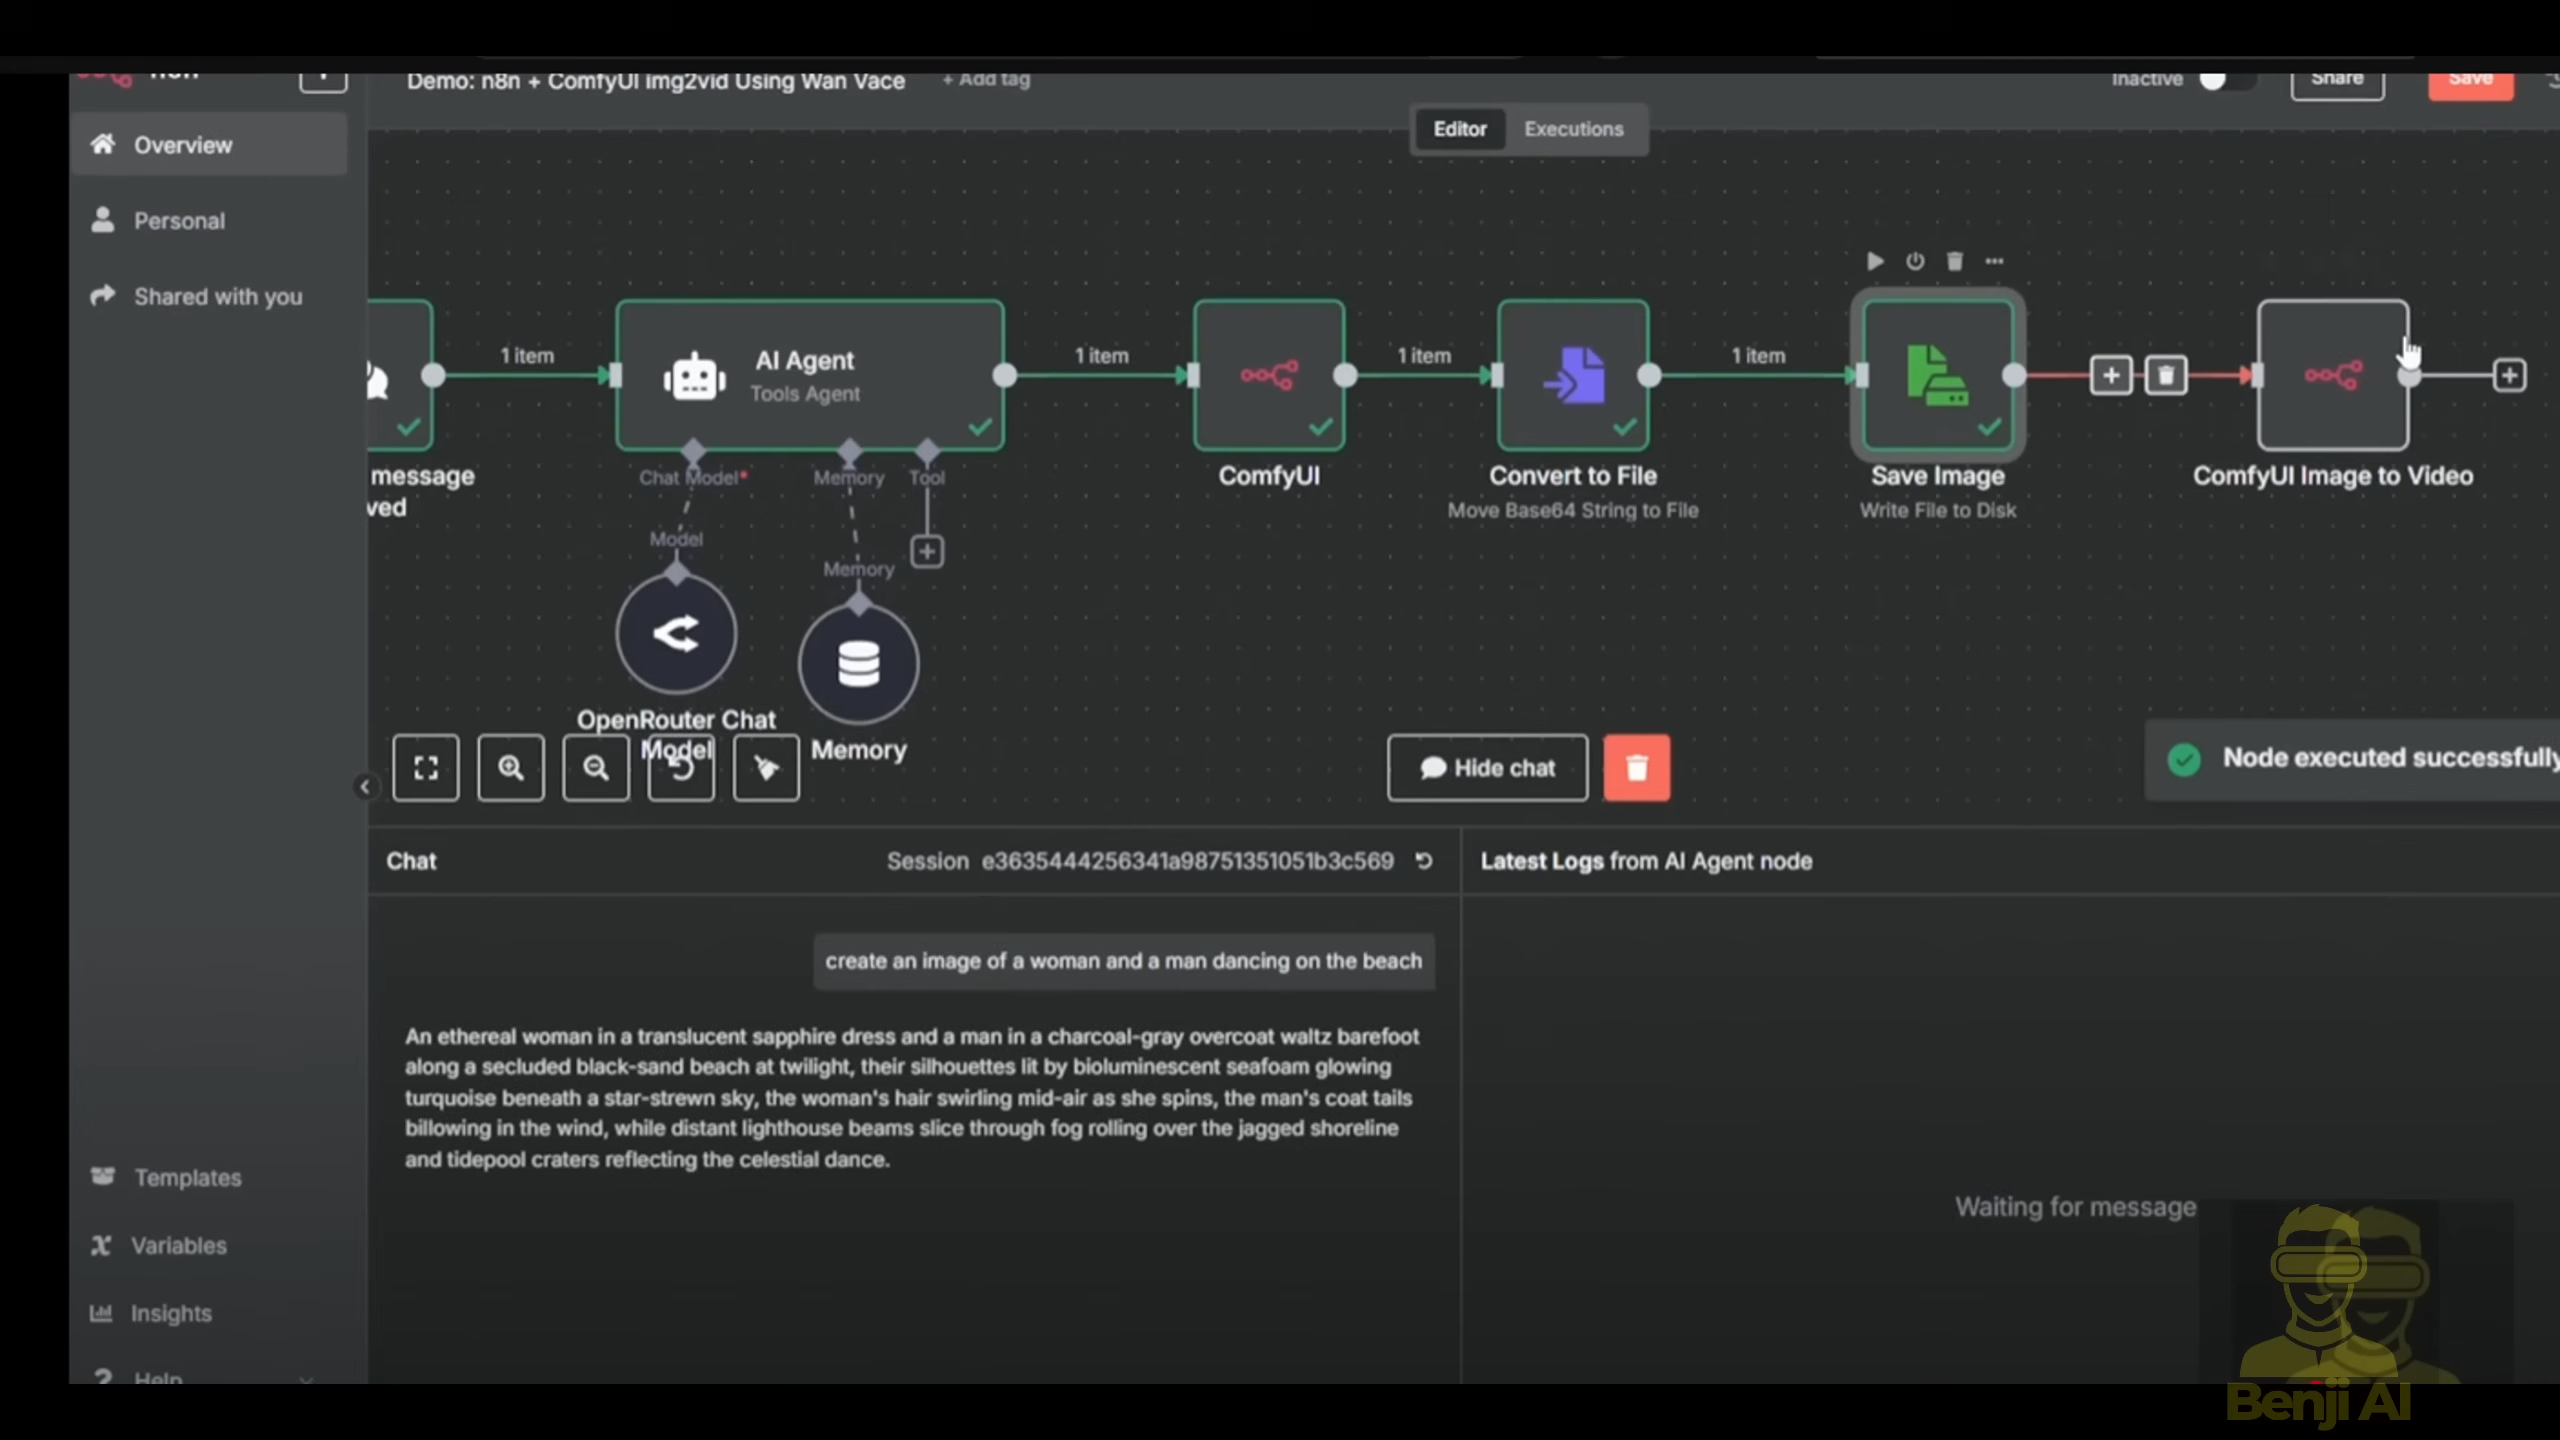 n8n
Demo: n8n + ComfyUI img2vid Using Wan Vace
+ Add tag
Inactive
Share
Save
Overview
Personal
Shared with you
Editor
Executions
1 item
1 item
1 item
1 item
AI Agent
Tools Agent
Chat Model*
Memory
Tool
message
ved
ComfyUI
Convert to File
Move Base64 String to File
Save Image
Write File to Disk
ComfyUI Image to Video
Model
Memory
OpenRouter Chat
Model
Memory
Hide chat
Node executed successfully
Chat
Session e3635444256341a98751351051b3c569
Latest Logs from AI Agent node
create an image of a woman and a man dancing on the beach
An ethereal woman in a translucent sapphire dress and a man in a charcoal-gray overcoat waltz barefoot
along a secluded black-sand beach at twilight, their silhouettes lit by bioluminescent seafoam glowing
turquoise beneath a star-strewn sky, the woman's hair swirling mid-air as she spins, the man's coat tails
billowing in the wind, while distant lighthouse beams slice through fog rolling over the jagged shoreline
and tidepool craters reflecting the celestial dance.
Waiting for message
Templates
Variables
Insights
Help
Benji AI